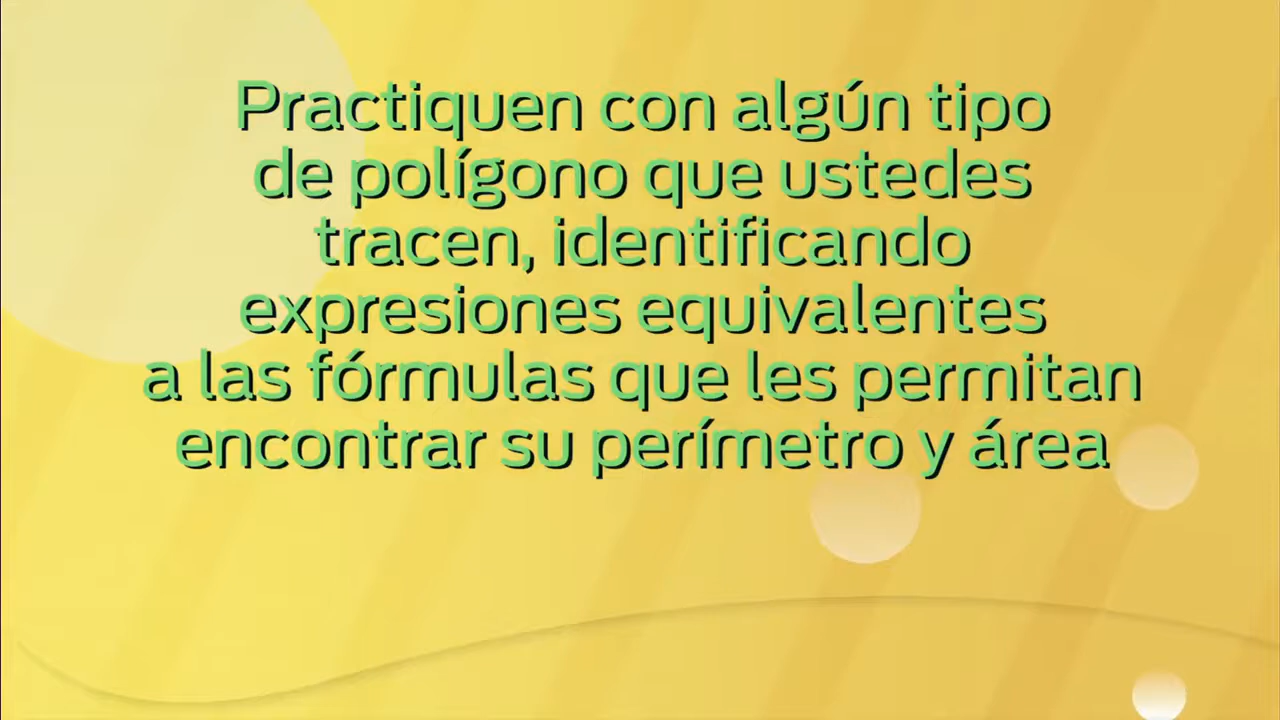 Practiquen con algún tipo
de polígono que ustedes
tracen, identificando
expresiones equivalentes
a las fórmulas que les permitan
encontrar su perímetro y área